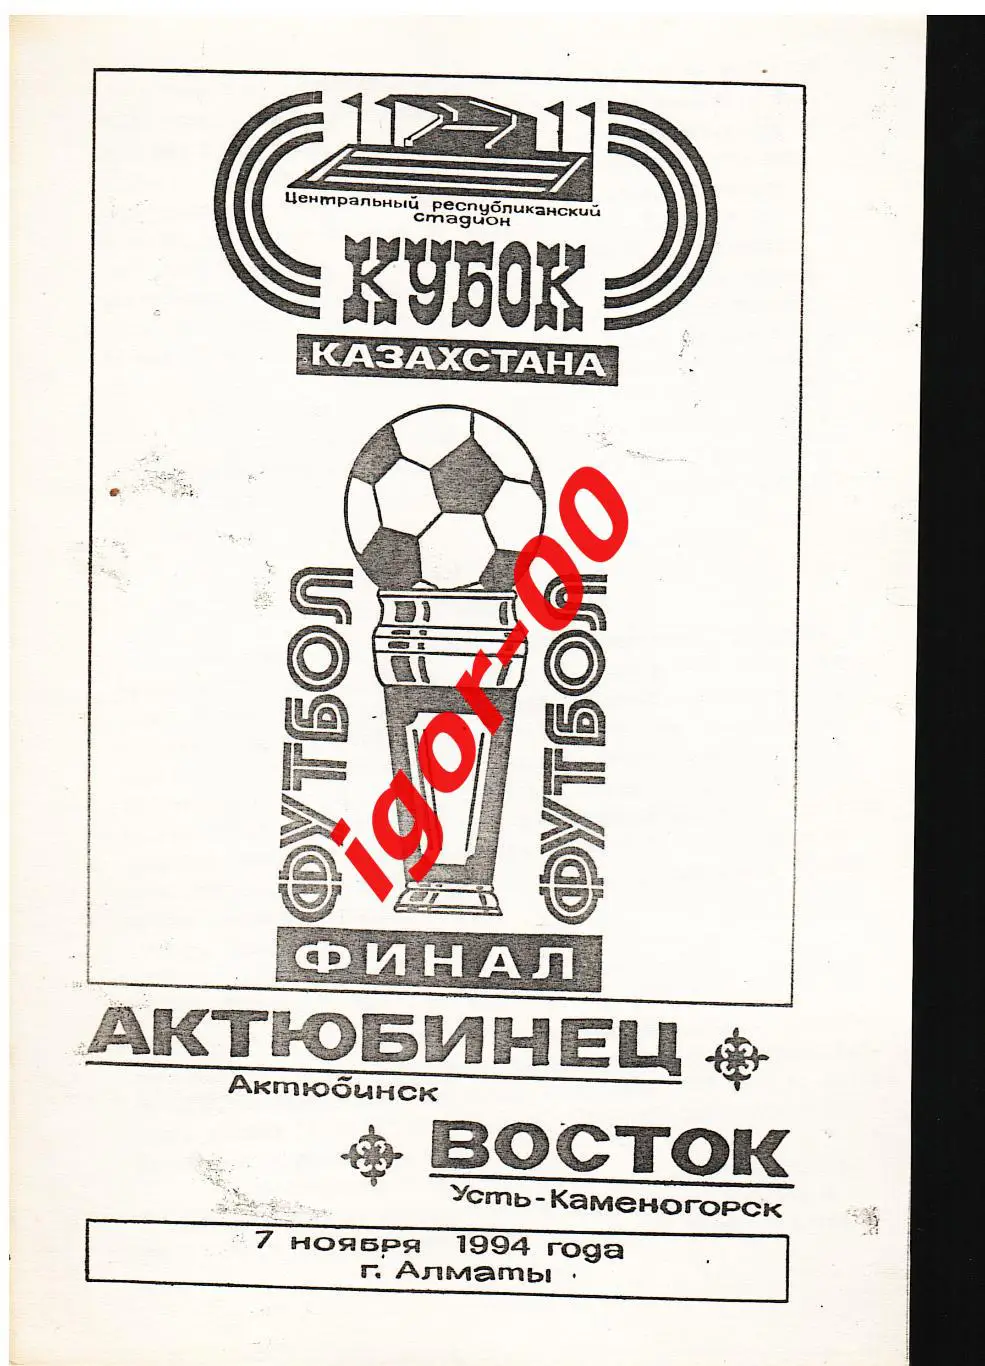 Центральный республиканский
стадион
КУБОК
КАЗАХСТАНА
ФУТБОЛ
ФУТБОЛ
igor-00
ФИНАЛ
АКТЮБИНЕЦ
Актюбинск
ВОСТОК
Усть-Каменогорск
7 ноября 1994 года
г. Алматы